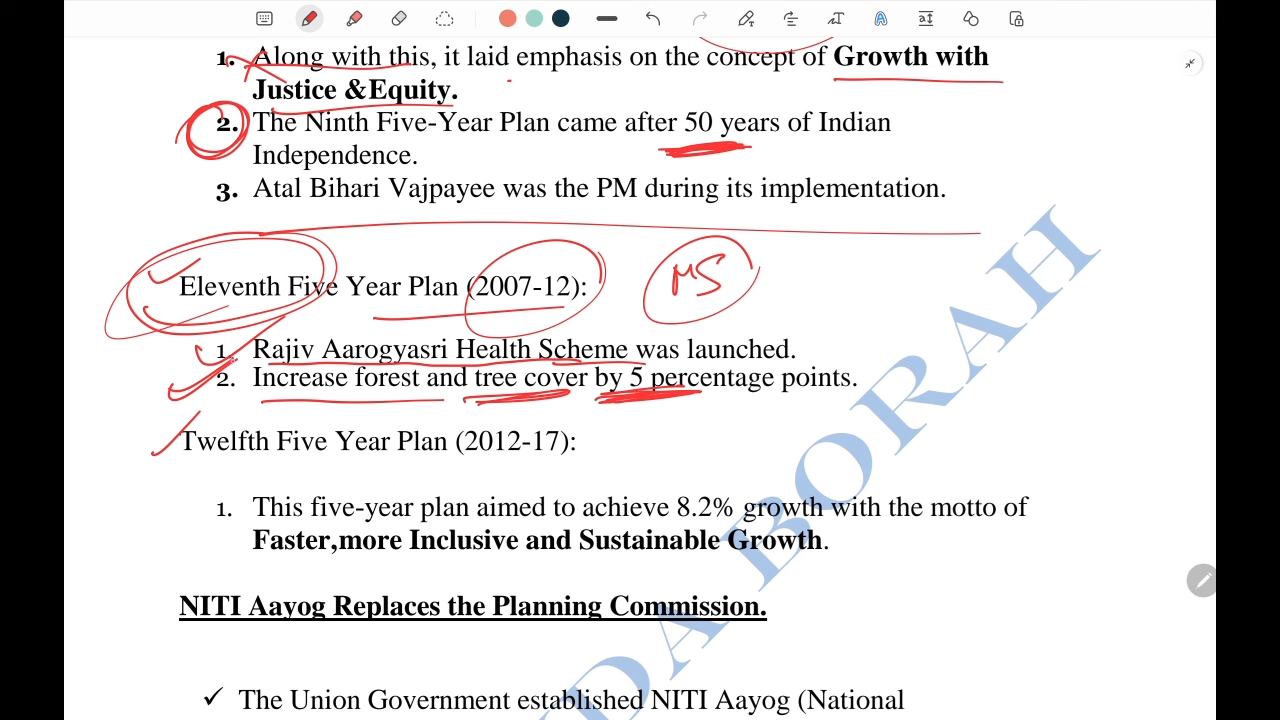 1. Along with this, it laid emphasis on the concept of Growth with
Justice &Equity.
2. The Ninth Five-Year Plan came after 50 years of Indian
Independence.
3. Atal Bihari Vajpayee was the PM during its implementation.
Eleventh Five Year Plan (2007-12):
MS
1. Rajiv Aarogyasri Health Scheme was launched.
2. Increase forest and tree cover by 5 percentage points.
Twelfth Five Year Plan (2012-17):
1. This five-year plan aimed to achieve 8.2% growth with the motto of
Faster,more Inclusive and Sustainable Growth.
NITI Aayog Replaces the Planning Commission.
✓ The Union Government established NITI Aayog (National
DA BORAH